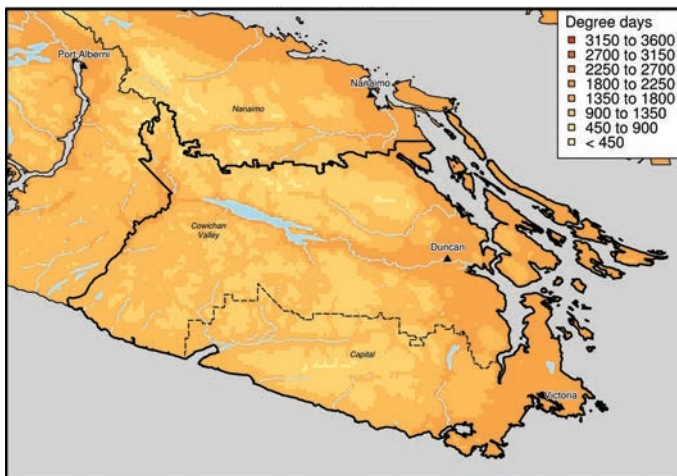 Degree days
3150 to 3600
2700 to 3150
2250 to 2700
1800 to 2250
1350 to 1800
900 to 1350
450 to 900
< 450
Port Alberni
Nanaimo
Nanaimo
Cowichan
Valley
Duncan
Capital
Victoria